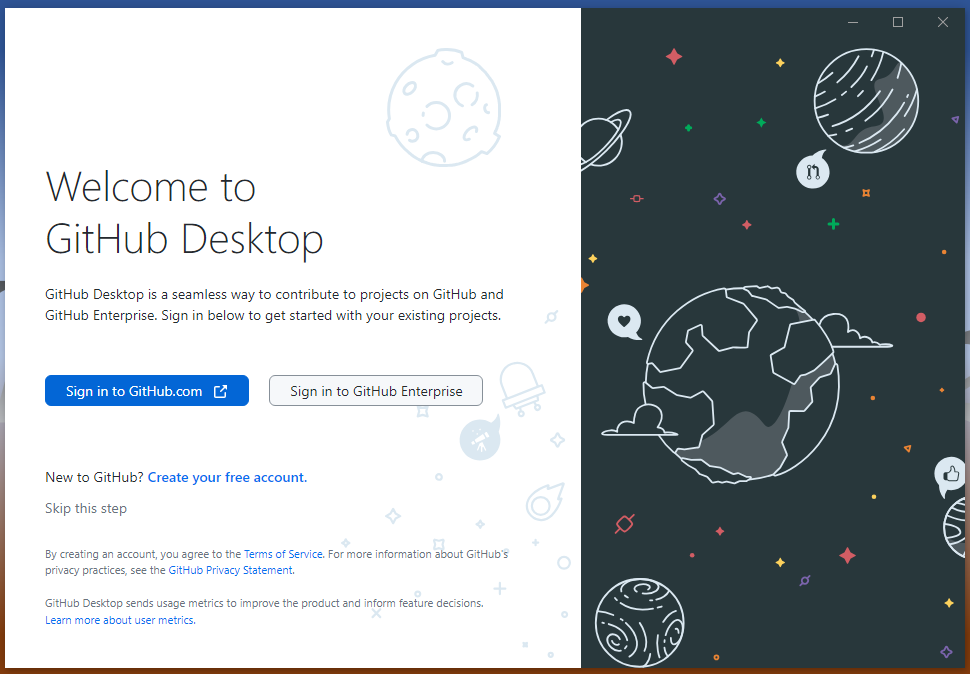 Welcome to
GitHub Desktop
GitHub Desktop is a seamless way to contribute to projects on GitHub and
GitHub Enterprise. Sign in below to get started with your existing projects.
Sign in to GitHub.com
Sign in to GitHub Enterprise
New to GitHub? Create your free account.
Skip this step
By creating an account, you agree to the Terms of Service. For more information about GitHub's
privacy practices, see the GitHub Privacy Statement.
GitHub Desktop sends usage metrics to improve the product and inform feature decisions.
Learn more about user metrics.